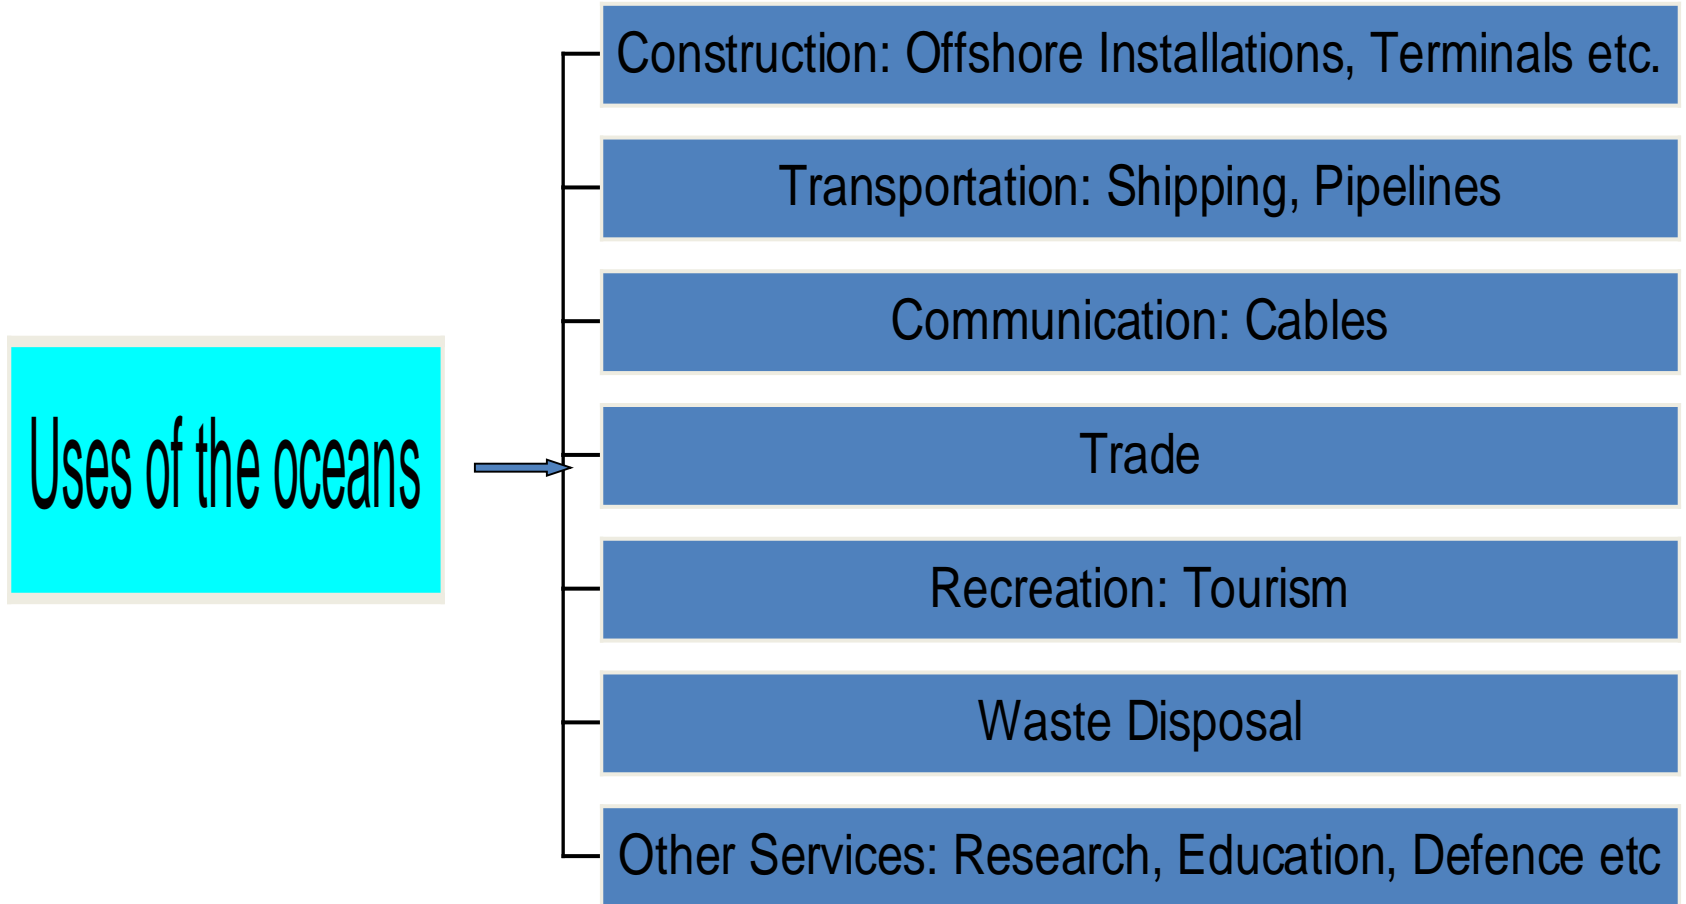 Uses of the oceans
Construction: Offshore Installations, Terminals etc.
Transportation: Shipping, Pipelines
Communication: Cables
Trade
Recreation: Tourism
Waste Disposal
Other Services: Research, Education, Defence etc